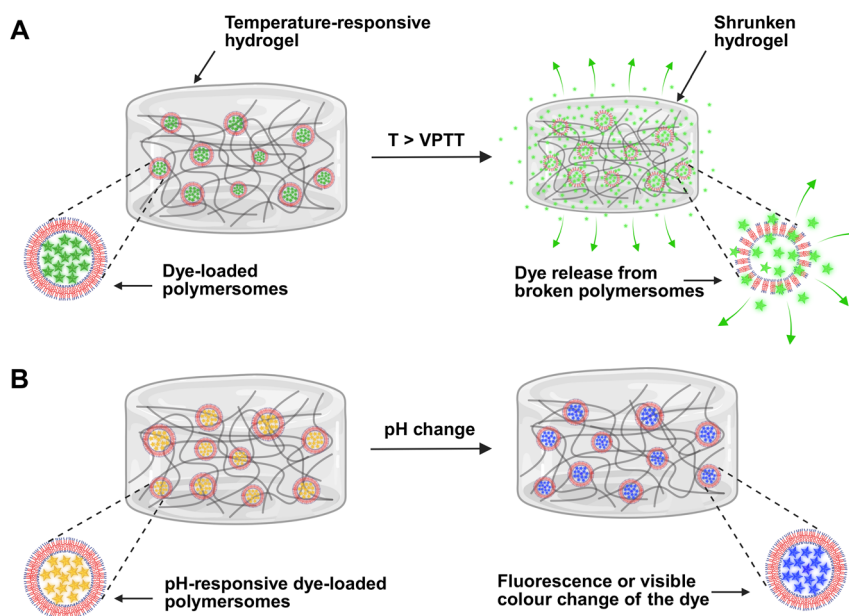 A
Temperature-responsive
hydrogel
Shrunken
hydrogel
T > VPTT
Dye-loaded
polymersomes
Dye release from
broken polymersomes
B
pH change
pH-responsive dye-loaded
polymersomes
Fluorescence or visible
colour change of the dye